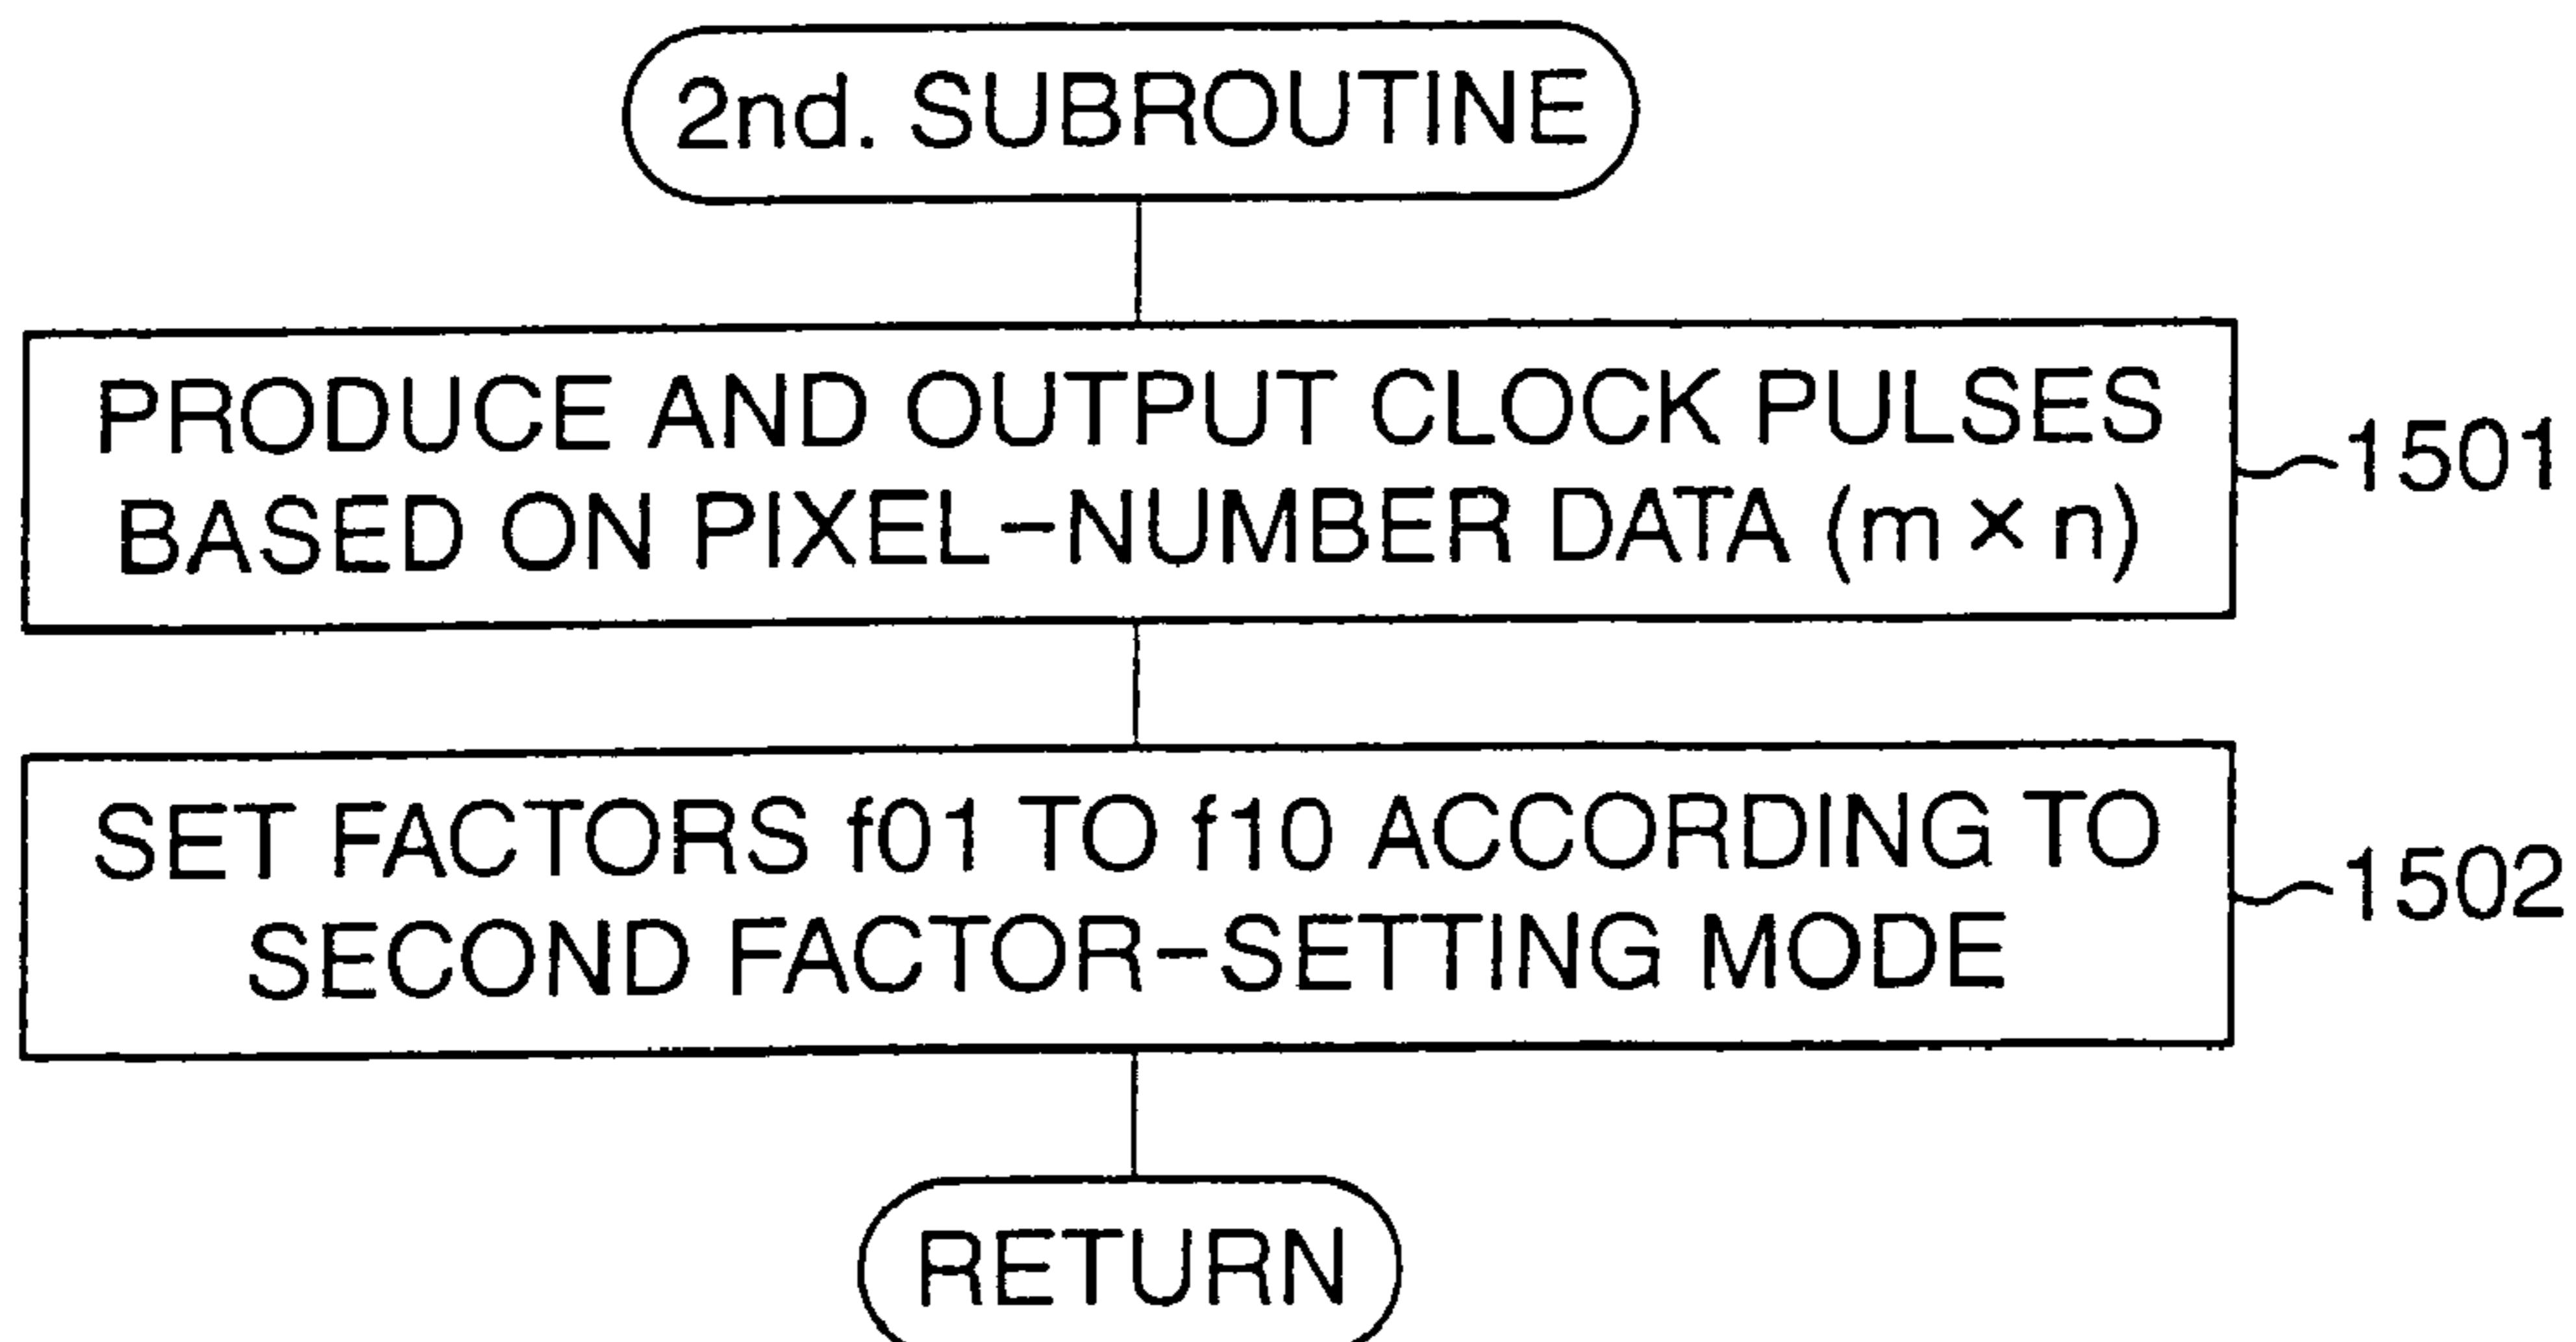 2nd. SUBROUTINE
PRODUCE AND OUTPUT CLOCK PULSES
BASED ON PIXEL-NUMBER DATA (m × n)
1501
SET FACTORS f01 TO f10 ACCORDING TO
SECOND FACTOR-SETTING MODE
1502
RETURN